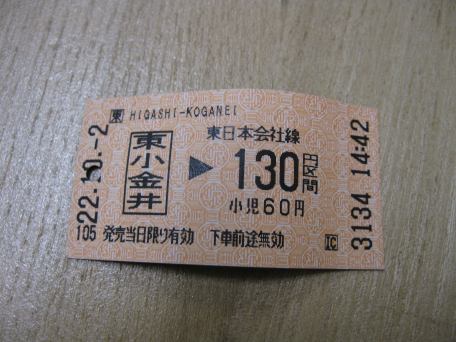 東 HIGASHI-KOGANEI
東小金井 ▶ 東日本会社線
130円区間
小児60円
発売当日限り有効 下車前途無効 IC
22.10.-2 105
3134 14:42